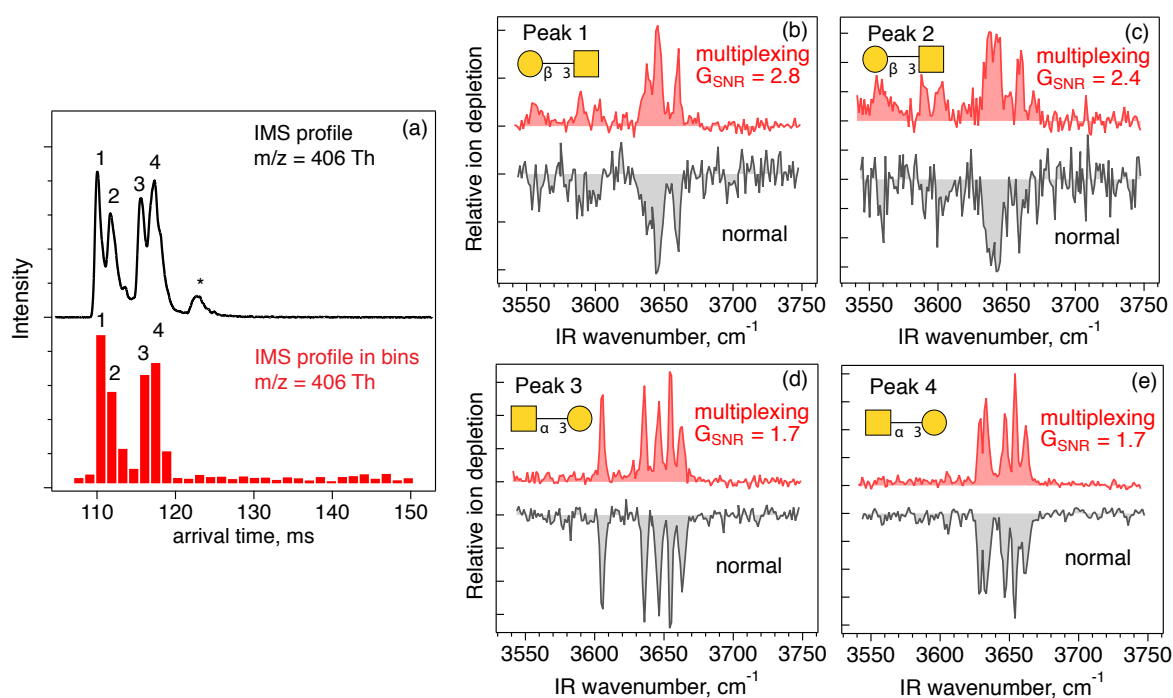 (a)
IMS profile
m/z = 406 Th
1
2
3
4
*
IMS profile in bins
m/z = 406 Th
1
2
3
4
Intensity
110 120 130 140 150
arrival time, ms
(b)
Peak 1
β 3
multiplexing
GSNR = 2.8
normal
Relative ion depletion
3550 3600 3650 3700 3750
IR wavenumber, cm-1
(c)
Peak 2
β 3
multiplexing
GSNR = 2.4
normal
3550 3600 3650 3700 3750
IR wavenumber, cm-1
(d)
Peak 3
α 3
multiplexing
GSNR = 1.7
normal
Relative ion depletion
3550 3600 3650 3700 3750
IR wavenumber, cm-1
(e)
Peak 4
α 3
multiplexing
GSNR = 1.7
normal
3550 3600 3650 3700 3750
IR wavenumber, cm-1